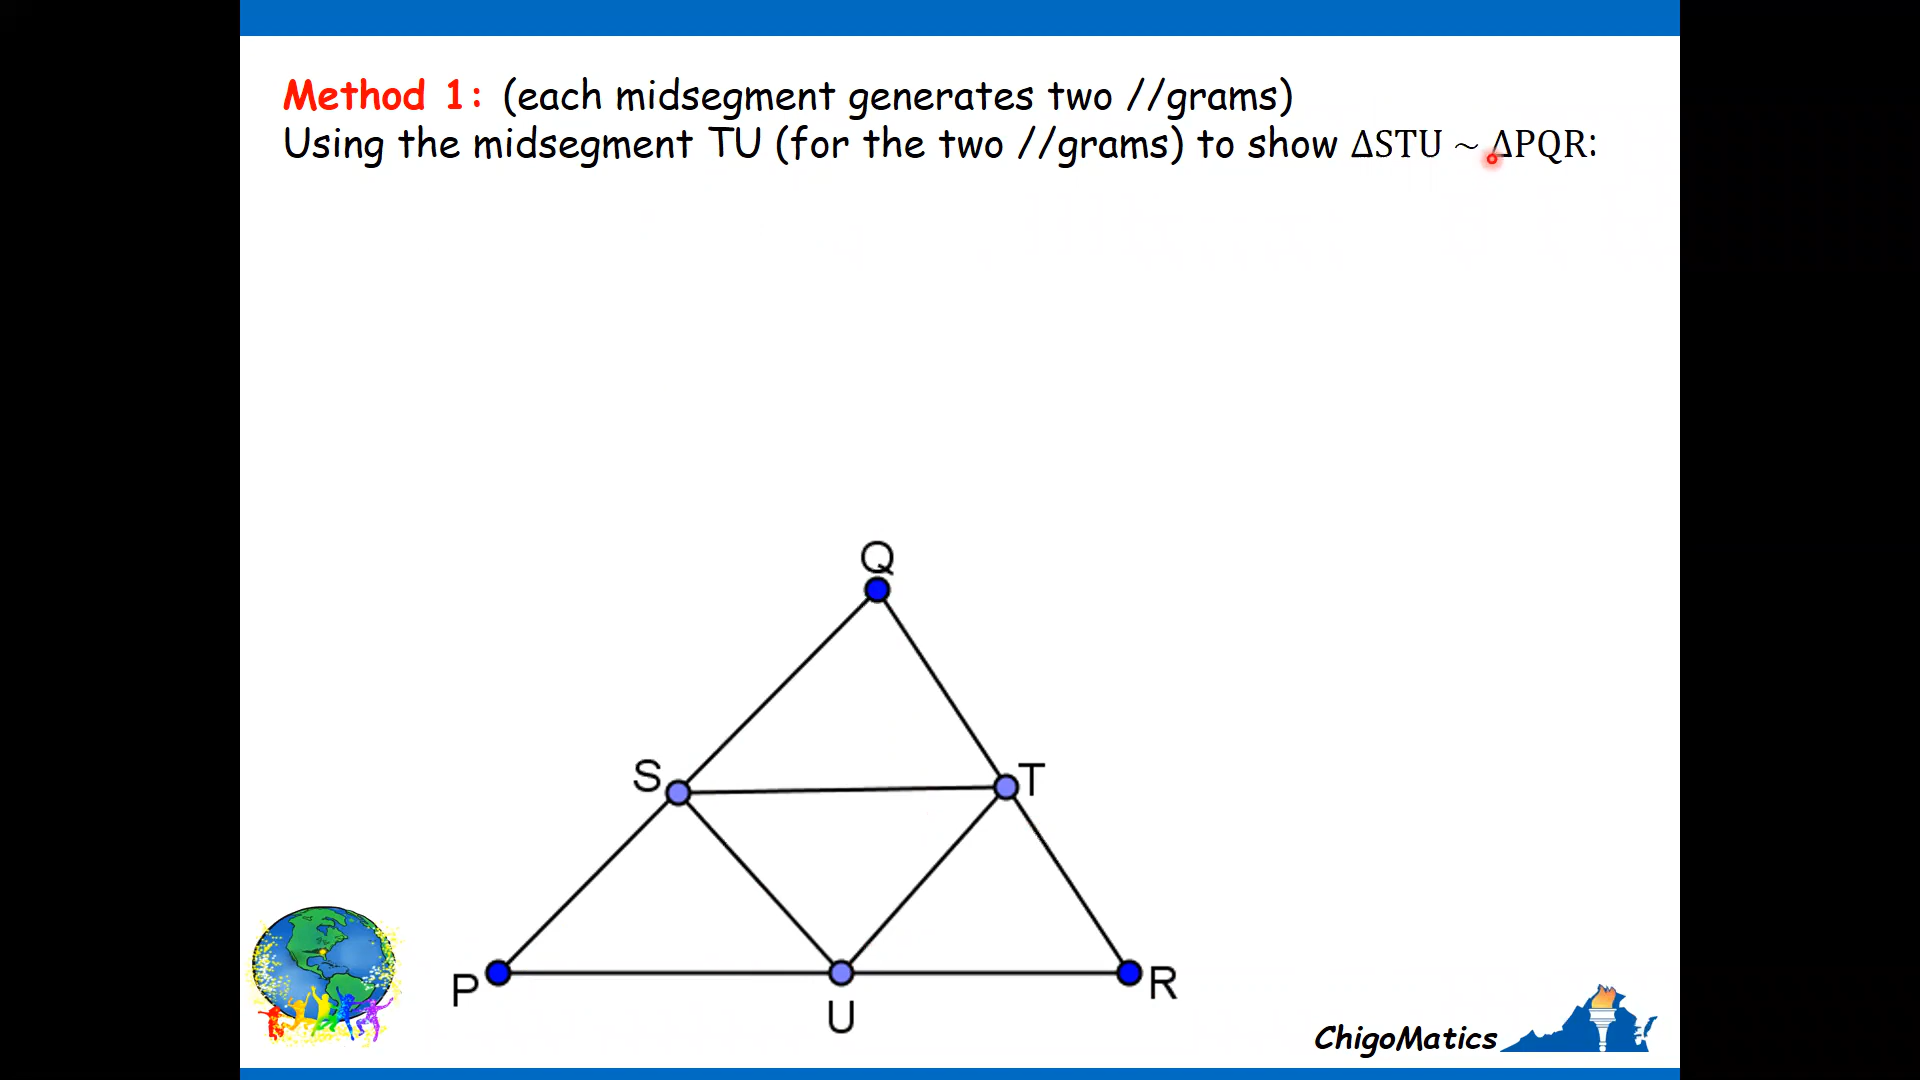 Method 1: (each midsegment generates two //grams)
Using the midsegment TU (for the two //grams) to show ΔSTU ~ ΔPQR:
Q
S
T
P
R
U
ChigoMatics